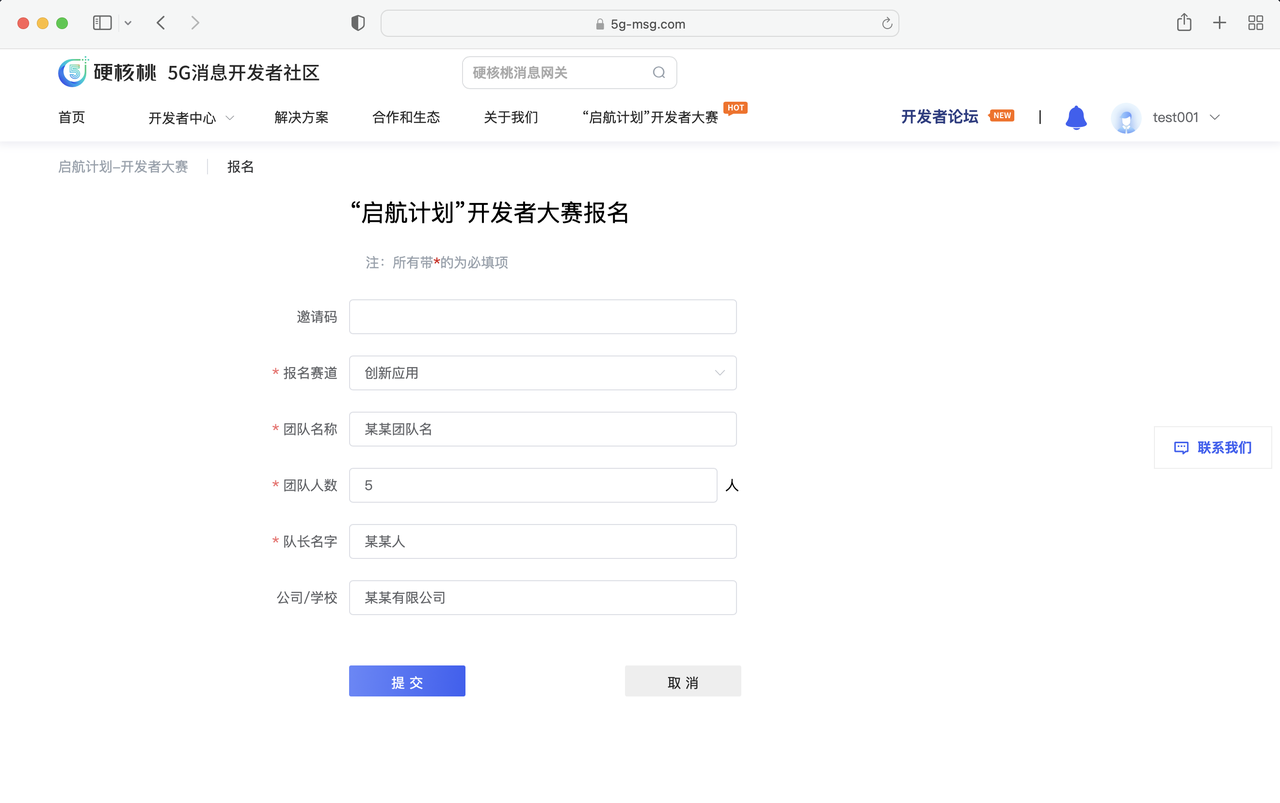 5g-msg.com
硬核桃 5G消息开发者社区
硬核桃消息网关
首页 开发者中心 解决方案 合作和生态 关于我们 “启航计划”开发者大赛 HOT 开发者论坛 NEW | test001
启航计划–开发者大赛 报名
“启航计划”开发者大赛报名
注：所有带*的为必填项
邀请码
* 报名赛道 创新应用
* 团队名称 某某团队名
* 团队人数 5 人
* 队长名字 某某人
公司/学校 某某有限公司
提 交 取 消
联系我们